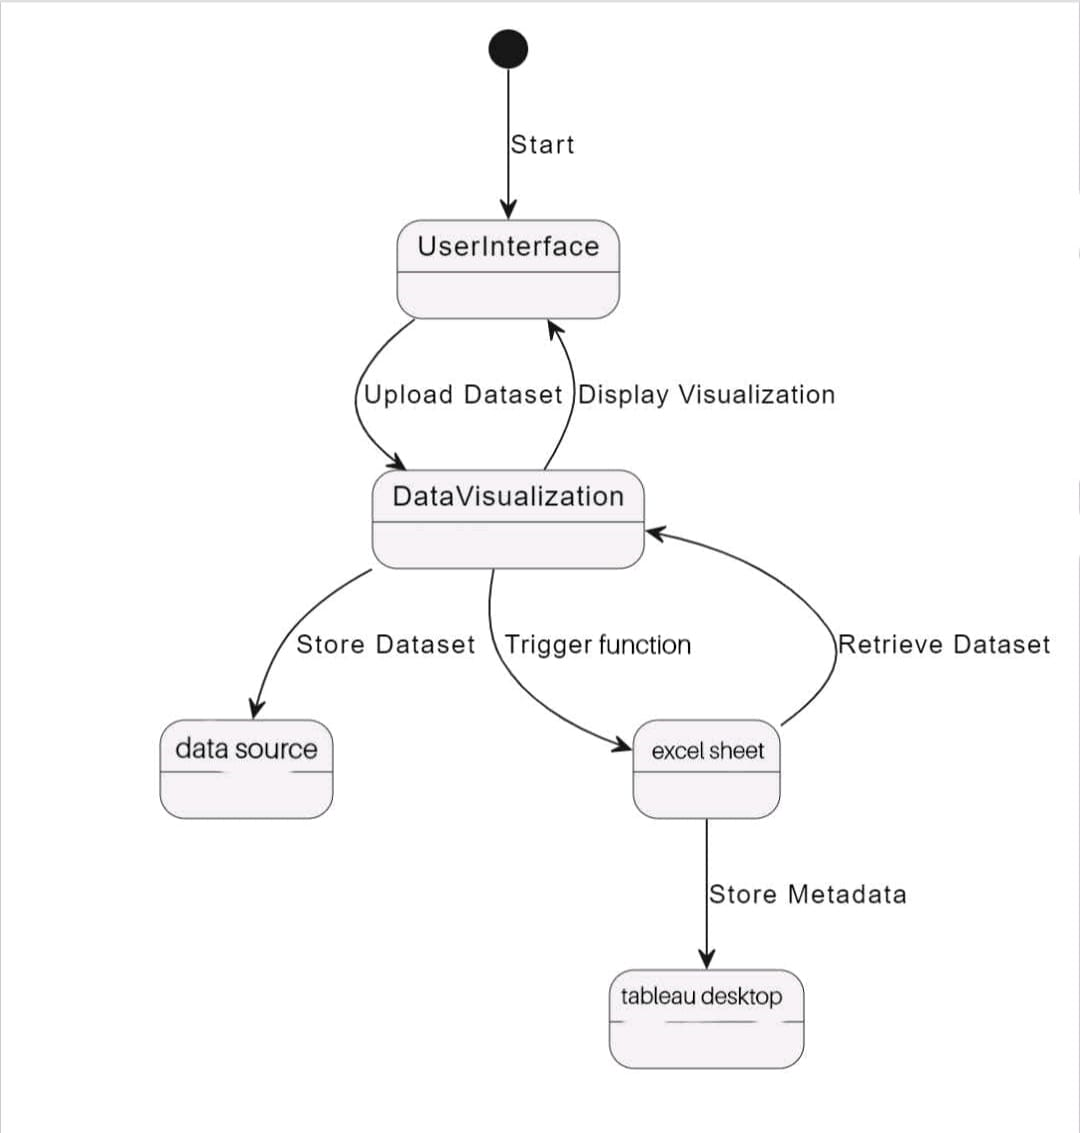 Start
UserInterface
Upload Dataset
Display Visualization
DataVisualization
Store Dataset
Trigger function
Retrieve Dataset
data source
excel sheet
Store Metadata
tableau desktop